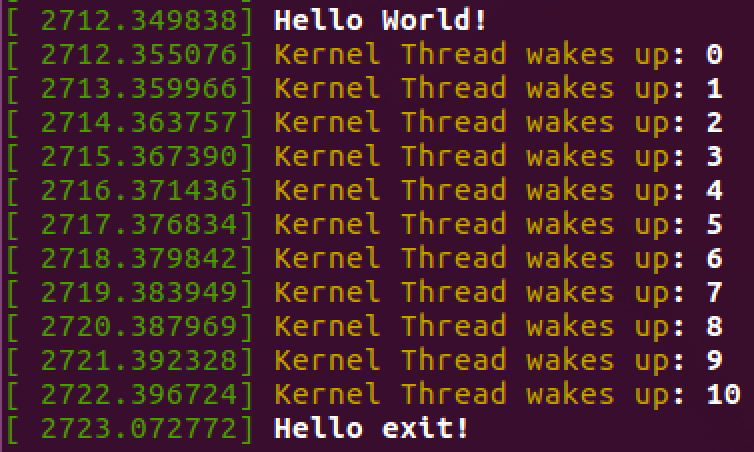 [ 2712.349838] Hello World!
[ 2712.355076] Kernel Thread wakes up: 0
[ 2713.359966] Kernel Thread wakes up: 1
[ 2714.363757] Kernel Thread wakes up: 2
[ 2715.367390] Kernel Thread wakes up: 3
[ 2716.371436] Kernel Thread wakes up: 4
[ 2717.376834] Kernel Thread wakes up: 5
[ 2718.379842] Kernel Thread wakes up: 6
[ 2719.383949] Kernel Thread wakes up: 7
[ 2720.387969] Kernel Thread wakes up: 8
[ 2721.392328] Kernel Thread wakes up: 9
[ 2722.396724] Kernel Thread wakes up: 10
[ 2723.072772] Hello exit!